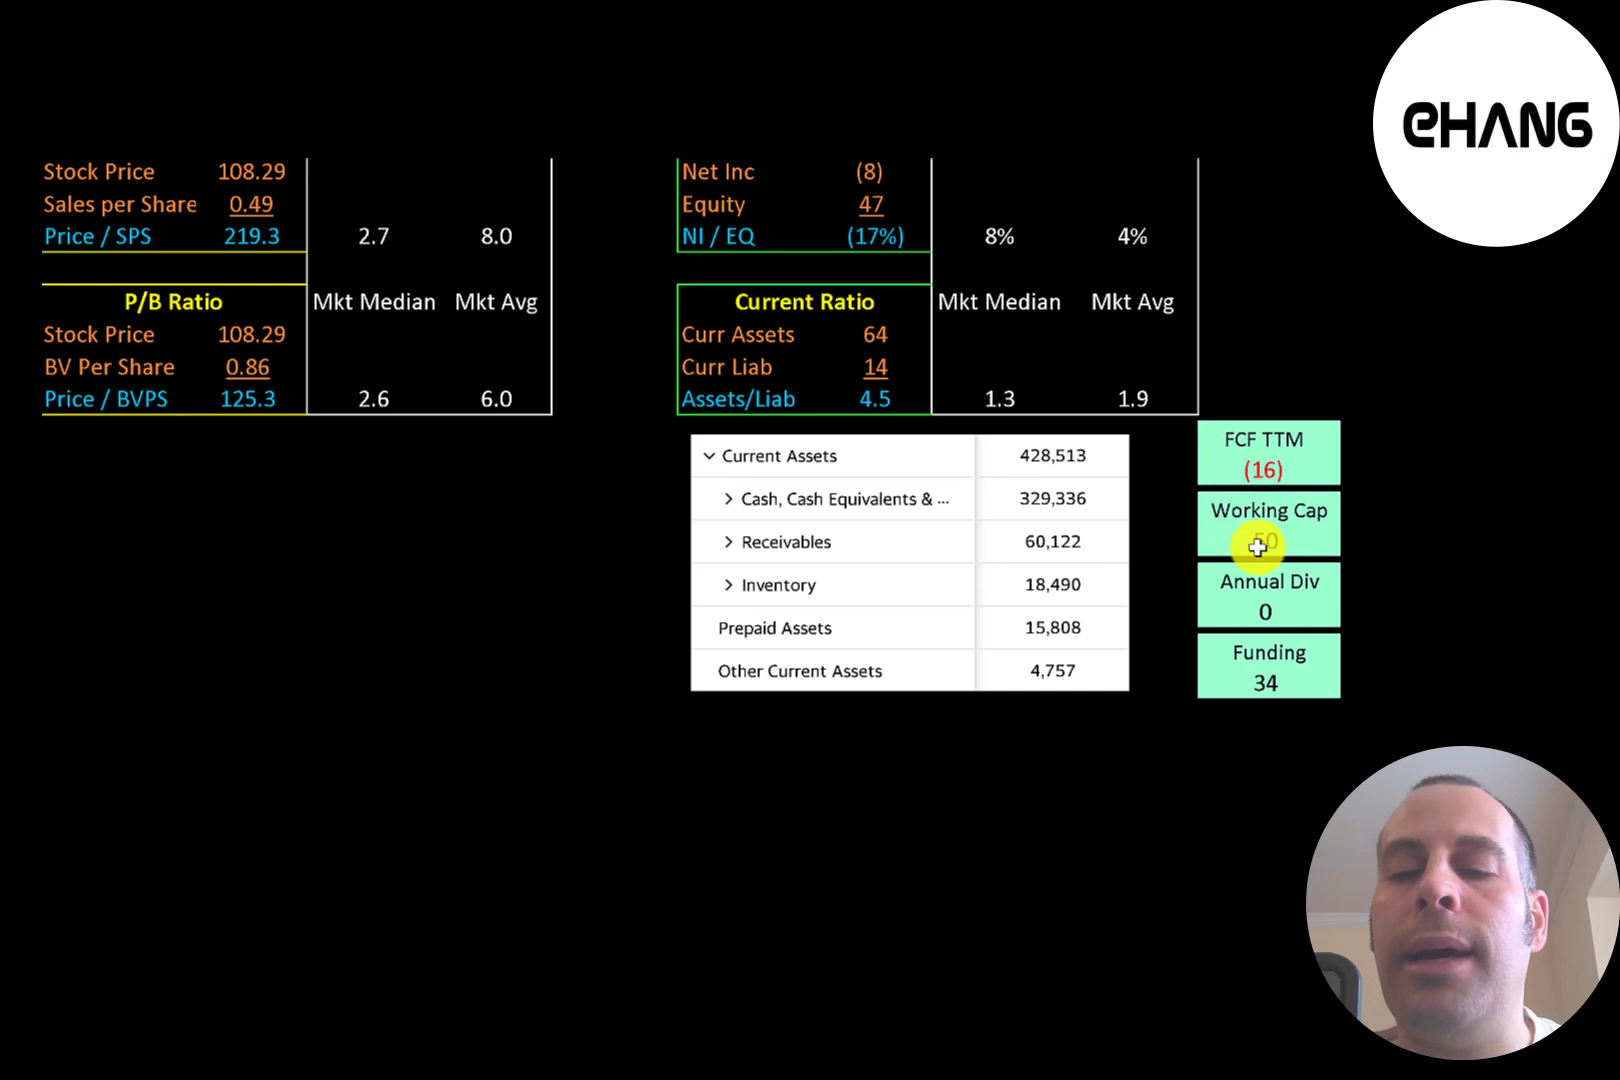 eHANG
Stock Price 108.29
Sales per Share 0.49
Price / SPS 219.3 2.7 8.0
P/B Ratio Mkt Median Mkt Avg
Stock Price 108.29
BV Per Share 0.86
Price / BVPS 125.3 2.6 6.0
Net Inc (8)
Equity 47
NI / EQ (17%) 8% 4%
Current Ratio Mkt Median Mkt Avg
Curr Assets 64
Curr Liab 14
Assets/Liab 4.5 1.3 1.9
Current Assets 428,513
Cash, Cash Equivalents & ... 329,336
Receivables 60,122
Inventory 18,490
Prepaid Assets 15,808
Other Current Assets 4,757
FCF TTM
(16)
Working Cap
50
Annual Div
0
Funding
34